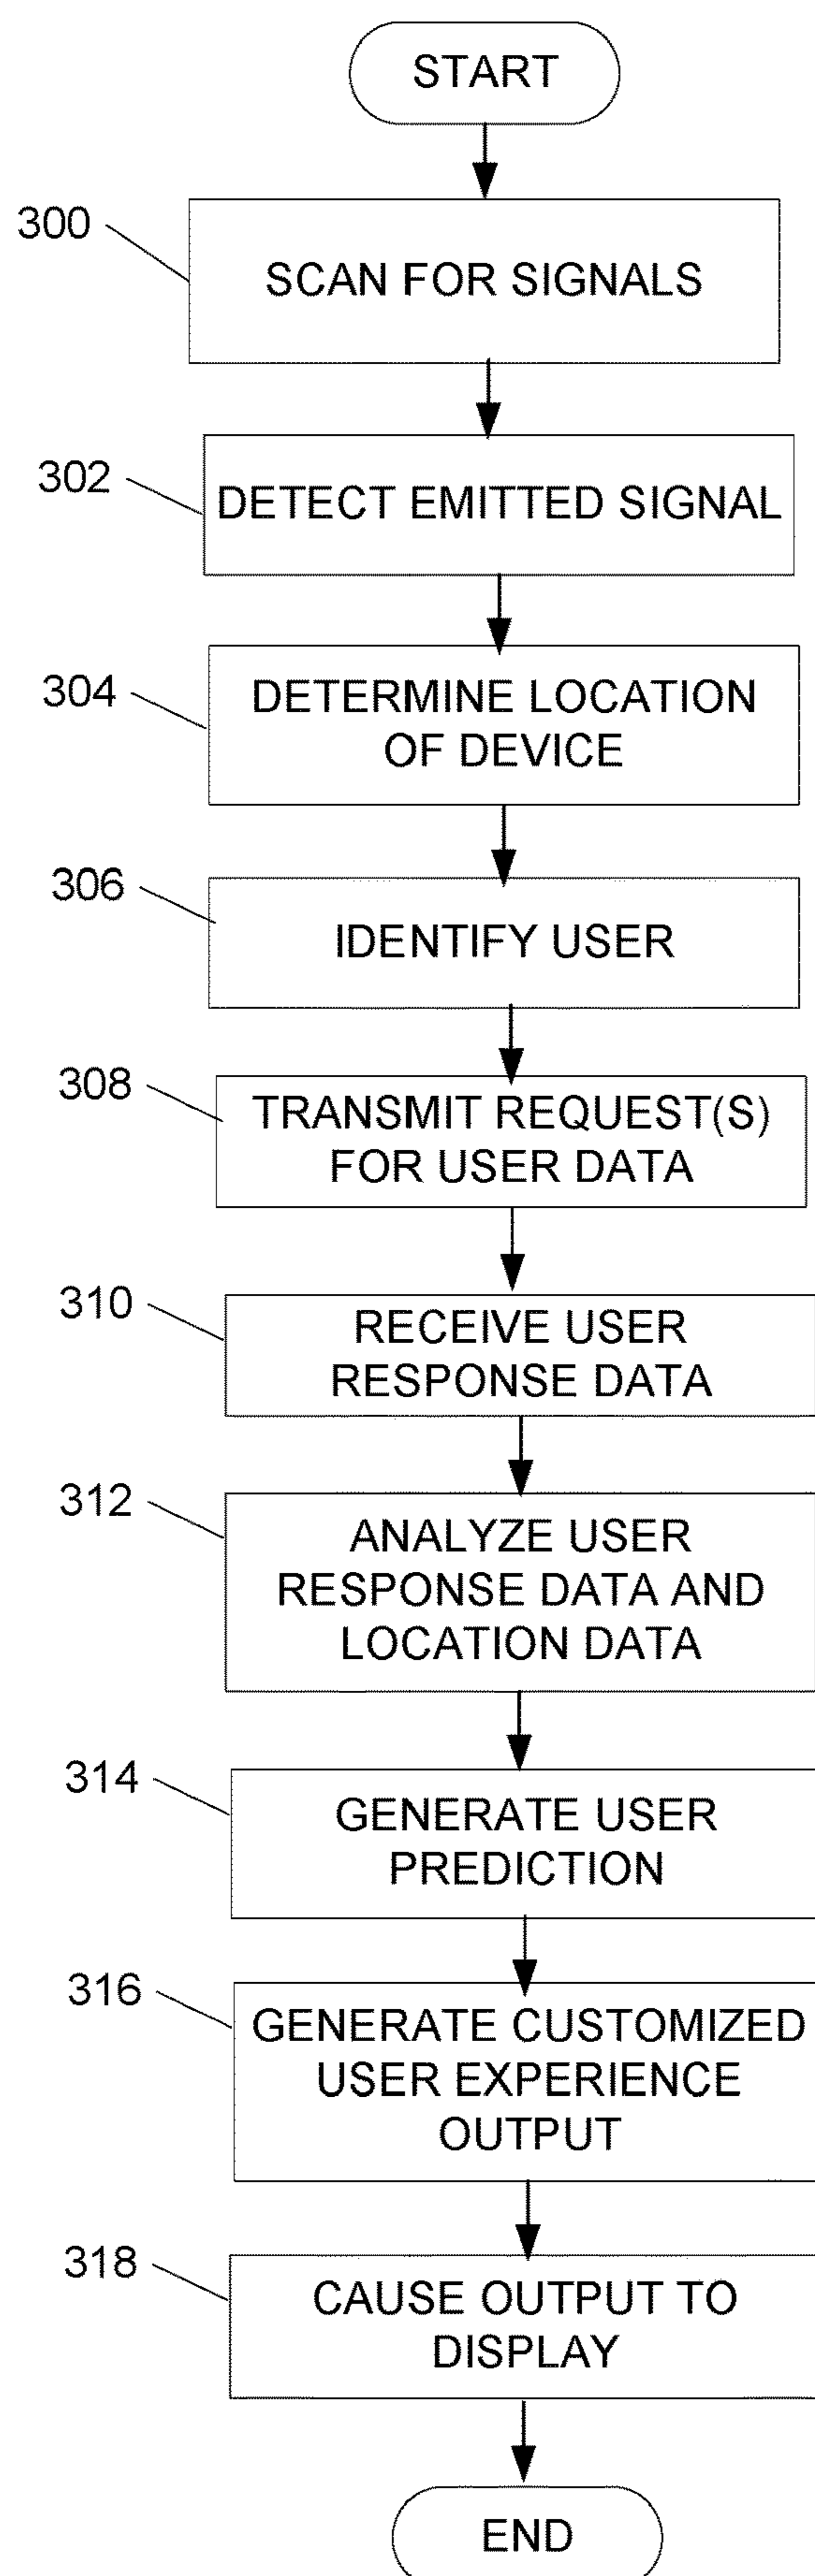 START
300
SCAN FOR SIGNALS
302
DETECT EMITTED SIGNAL
304
DETERMINE LOCATION
OF DEVICE
306
IDENTIFY USER
308
TRANSMIT REQUEST(S)
FOR USER DATA
310
RECEIVE USER
RESPONSE DATA
312
ANALYZE USER
RESPONSE DATA AND
LOCATION DATA
314
GENERATE USER
PREDICTION
316
GENERATE CUSTOMIZED
USER EXPERIENCE
OUTPUT
318
CAUSE OUTPUT TO
DISPLAY
END